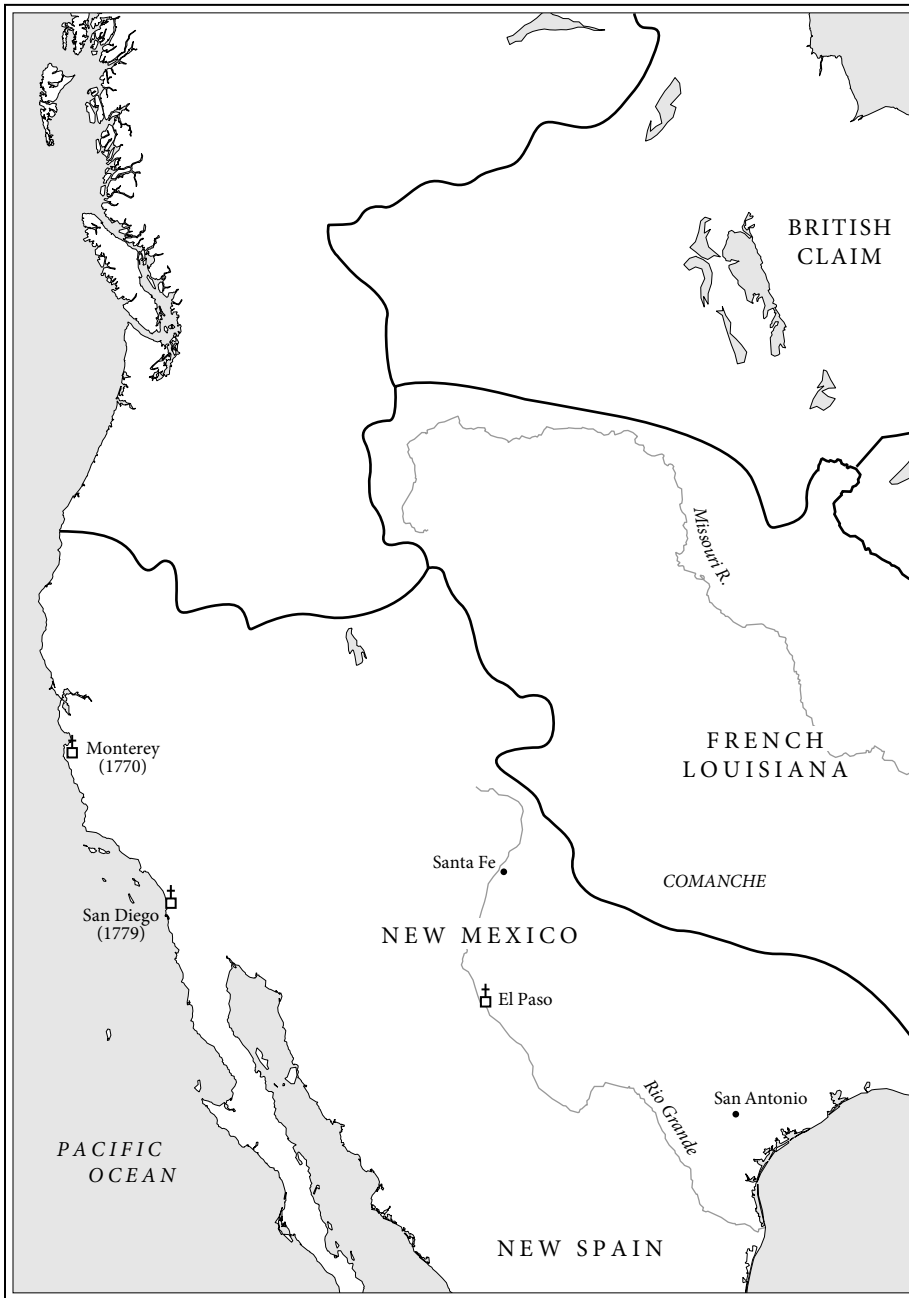 BRITISH
CLAIM
Missouri R.
FRENCH
LOUISIANA
Monterey
(1770)
Santa Fe
COMANCHE
San Diego
(1779)
NEW MEXICO
El Paso
Rio Grande
San Antonio
PACIFIC
OCEAN
NEW SPAIN